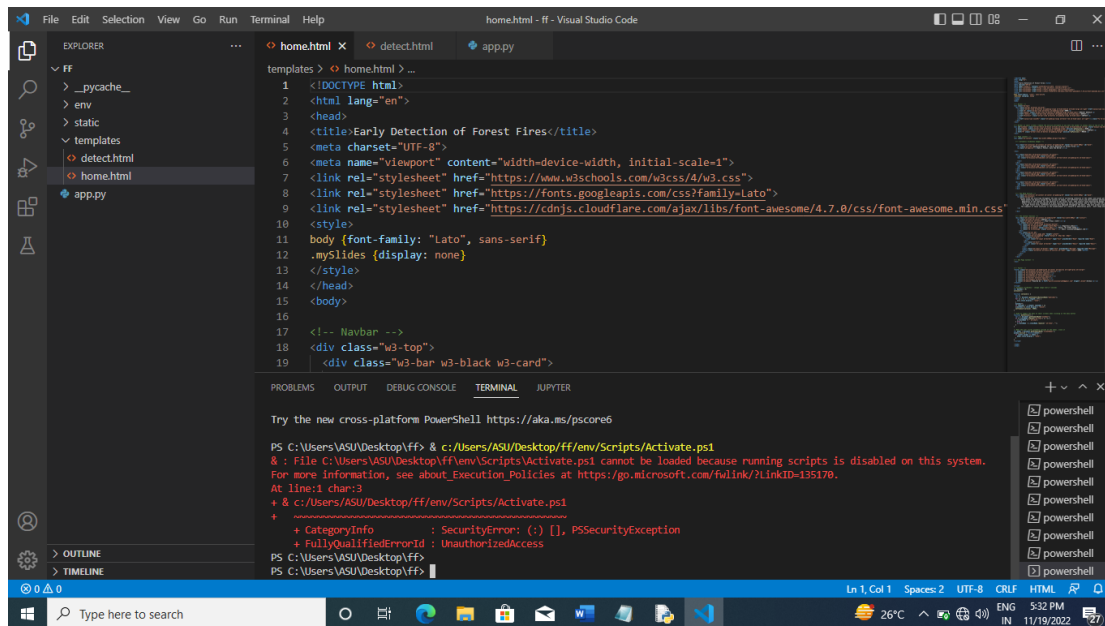 File Edit Selection View Go Run Terminal Help
home.html - ff - Visual Studio Code
EXPLORER
FF
__pycache__
env
static
templates
detect.html
home.html
app.py
OUTLINE
TIMELINE
home.html detect.html app.py
templates > home.html > ...
1 <!DOCTYPE html>
2 <html lang="en">
3 <head>
4 <title>Early Detection of Forest Fires</title>
5 <meta charset="UTF-8">
6 <meta name="viewport" content="width=device-width, initial-scale=1">
7 <link rel="stylesheet" href="https://www.w3schools.com/w3css/4/w3.css">
8 <link rel="stylesheet" href="https://fonts.googleapis.com/css?family=Lato">
9 <link rel="stylesheet" href="https://cdnjs.cloudflare.com/ajax/libs/font-awesome/4.7.0/css/font-awesome.min.css"
10 <style>
11 body {font-family: "Lato", sans-serif}
12 .mySlides {display: none}
13 </style>
14 </head>
15 <body>
16
17 <!-- Navbar -->
18 <div class="w3-top">
19 <div class="w3-bar w3-black w3-card">
PROBLEMS OUTPUT DEBUG CONSOLE TERMINAL JUPYTER
Try the new cross-platform PowerShell https://aka.ms/pscore6
PS C:\Users\ASU\Desktop\ff> & c:/Users/ASU/Desktop/ff/env/Scripts/Activate.ps1
& : File C:\Users\ASU\Desktop\ff\env\Scripts\Activate.ps1 cannot be loaded because running scripts is disabled on this system.
For more information, see about_Execution_Policies at https:/go.microsoft.com/fwlink/?LinkID=135170.
At line:1 char:3
+ & c:/Users/ASU/Desktop/ff/env/Scripts/Activate.ps1
+ ~~~~~~~~~~~~~~~~~~~~~~~~~~~~~~~~~~~~~~~~~~~~~~~~
+ CategoryInfo : SecurityError: (:) [], PSSecurityException
+ FullyQualifiedErrorId : UnauthorizedAccess
PS C:\Users\ASU\Desktop\ff>
PS C:\Users\ASU\Desktop\ff>
powershell
powershell
powershell
powershell
powershell
powershell
powershell
powershell
powershell
powershell
0 0
Ln 1, Col 1 Spaces: 2 UTF-8 CRLF HTML
Type here to search
26°C
ENG
IN
5:32 PM
11/19/2022
27